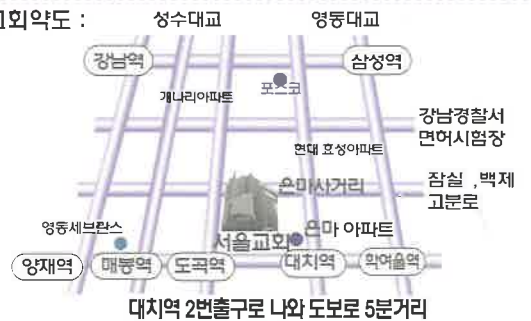 회약도 :
성수대교 영동대교
강남역 삼성역
포스코
개나리아파트
강남경찰서
면허시험장
현대 효성아파트
은마사거리
잠실 ,백제
고분로
영동세브란스
서울교회 은마 아파트
양재역 매봉역 도곡역 대치역 학여울역
대치역 2번출구로 나와 도보로 5분거리